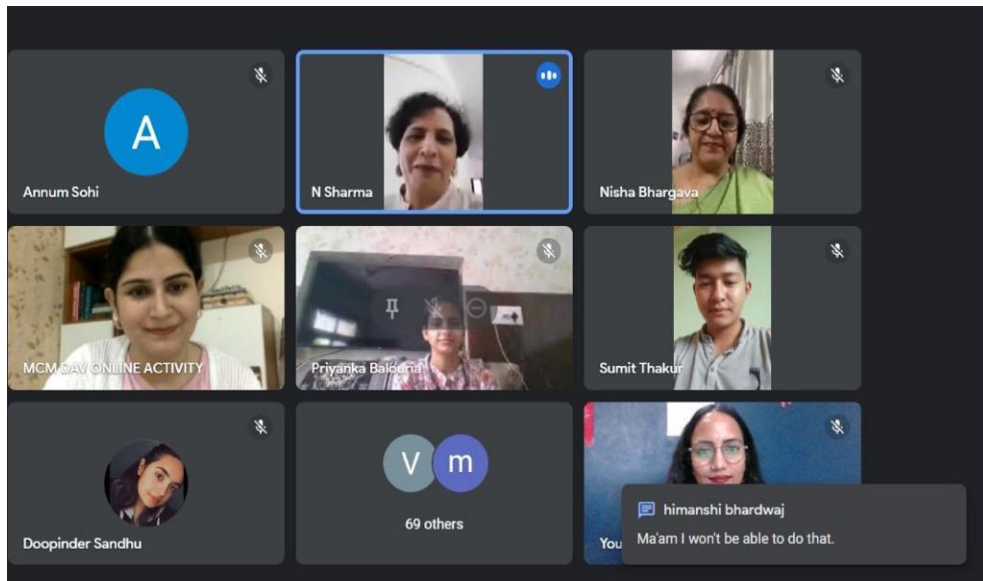 A
Annum Sohi
N Sharma
Nisha Bhargava
MCM DAV ONLINE ACTIVITY
Priyanka Balouria
Sumit Thakur
Doopinder Sandhu
V m
69 others
You
himanshi bhardwaj
Ma'am I won't be able to do that.